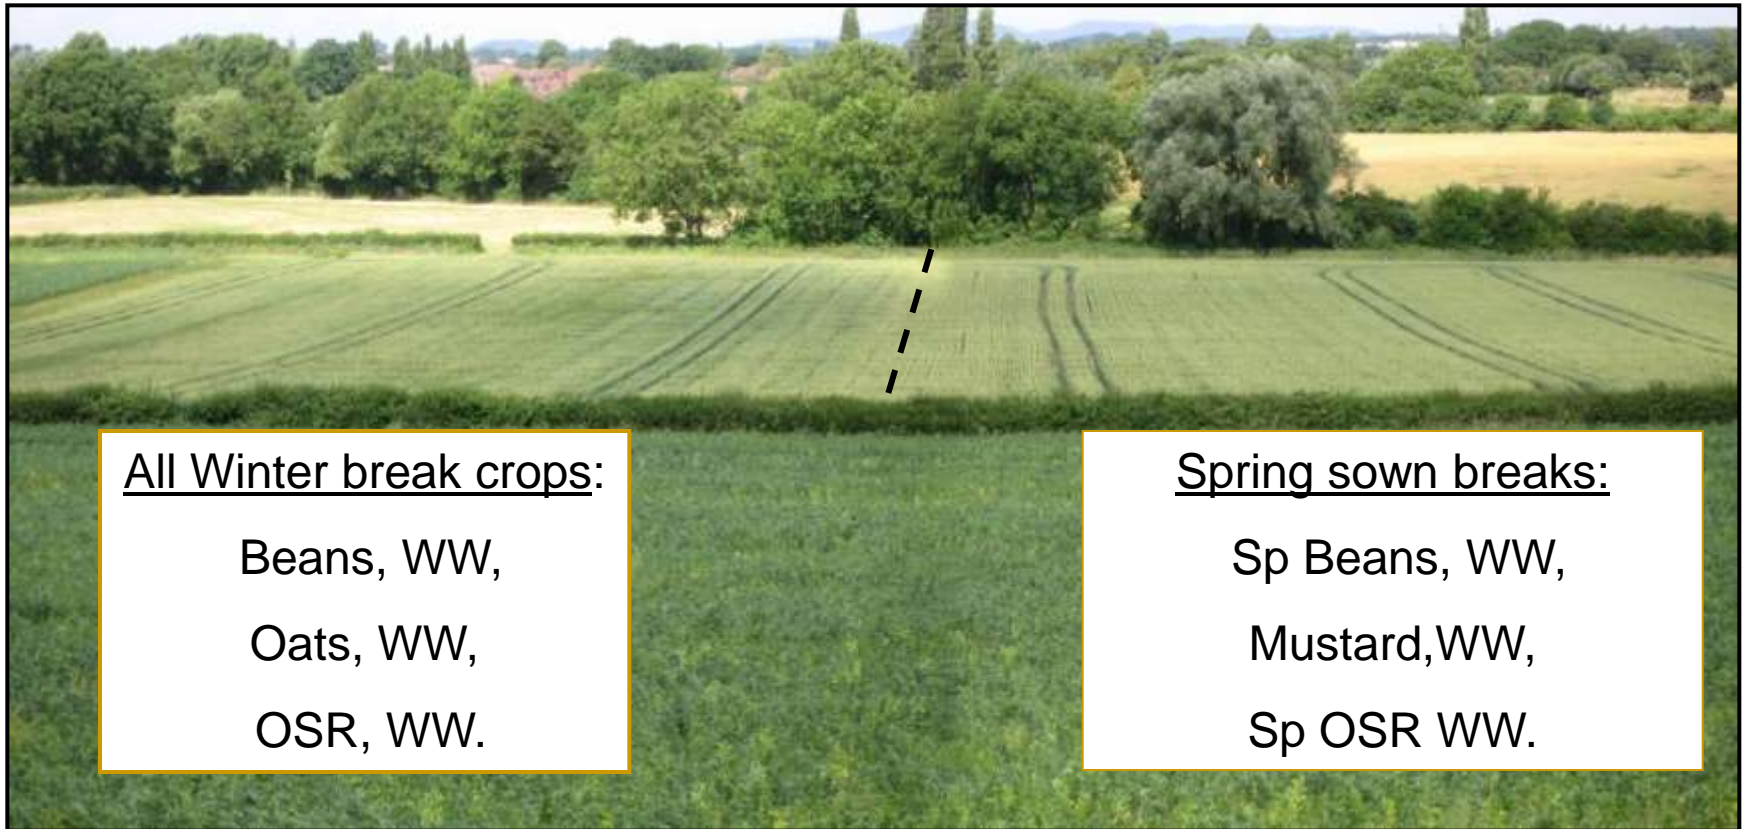 All Winter break crops:
Beans, WW,
Oats, WW,
OSR, WW.
Spring sown breaks:
Sp Beans, WW,
Mustard,WW,
Sp OSR WW.